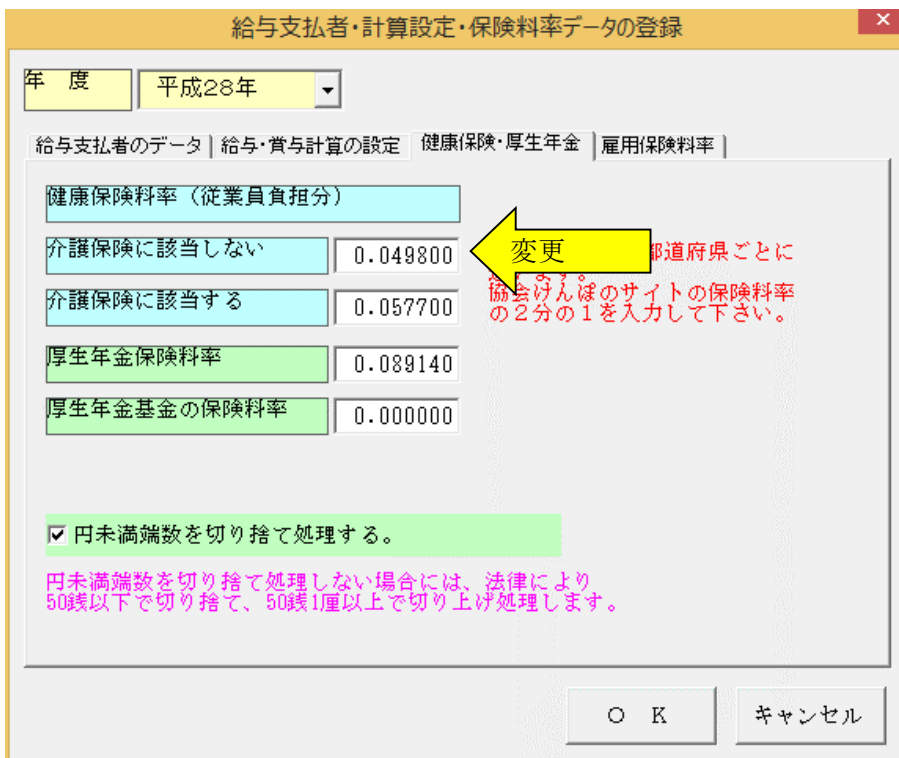 給与支払者・計算設定・保険料率データの登録
年 度
平成28年
給与支払者のデータ
給与・賞与計算の設定
健康保険・厚生年金
雇用保険料率
健康保険料率（従業員負担分）
介護保険に該当しない
0.049800
変更
都道府県ごとに
介護保険に該当する
0.057700
協会けんぽのサイトの保険料率
の２分の１を入力して下さい。
厚生年金保険料率
0.089140
厚生年金基金の保険料率
0.000000
円未満端数を切り捨て処理する。
円未満端数を切り捨て処理しない場合には、法律により
50銭以下で切り捨て、50銭1厘以上で切り上げ処理します。
Ｏ Ｋ
キャンセル